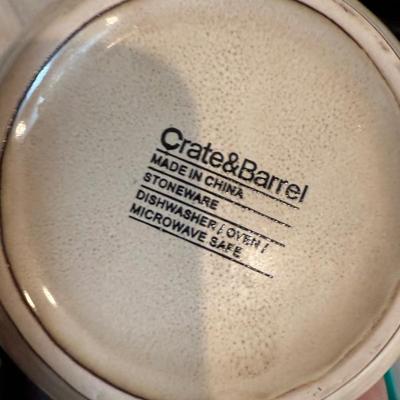 Crate&Barrel
MADE IN CHINA
STONEWARE
DISHWASHER / OVEN /
MICROWAVE SAFE